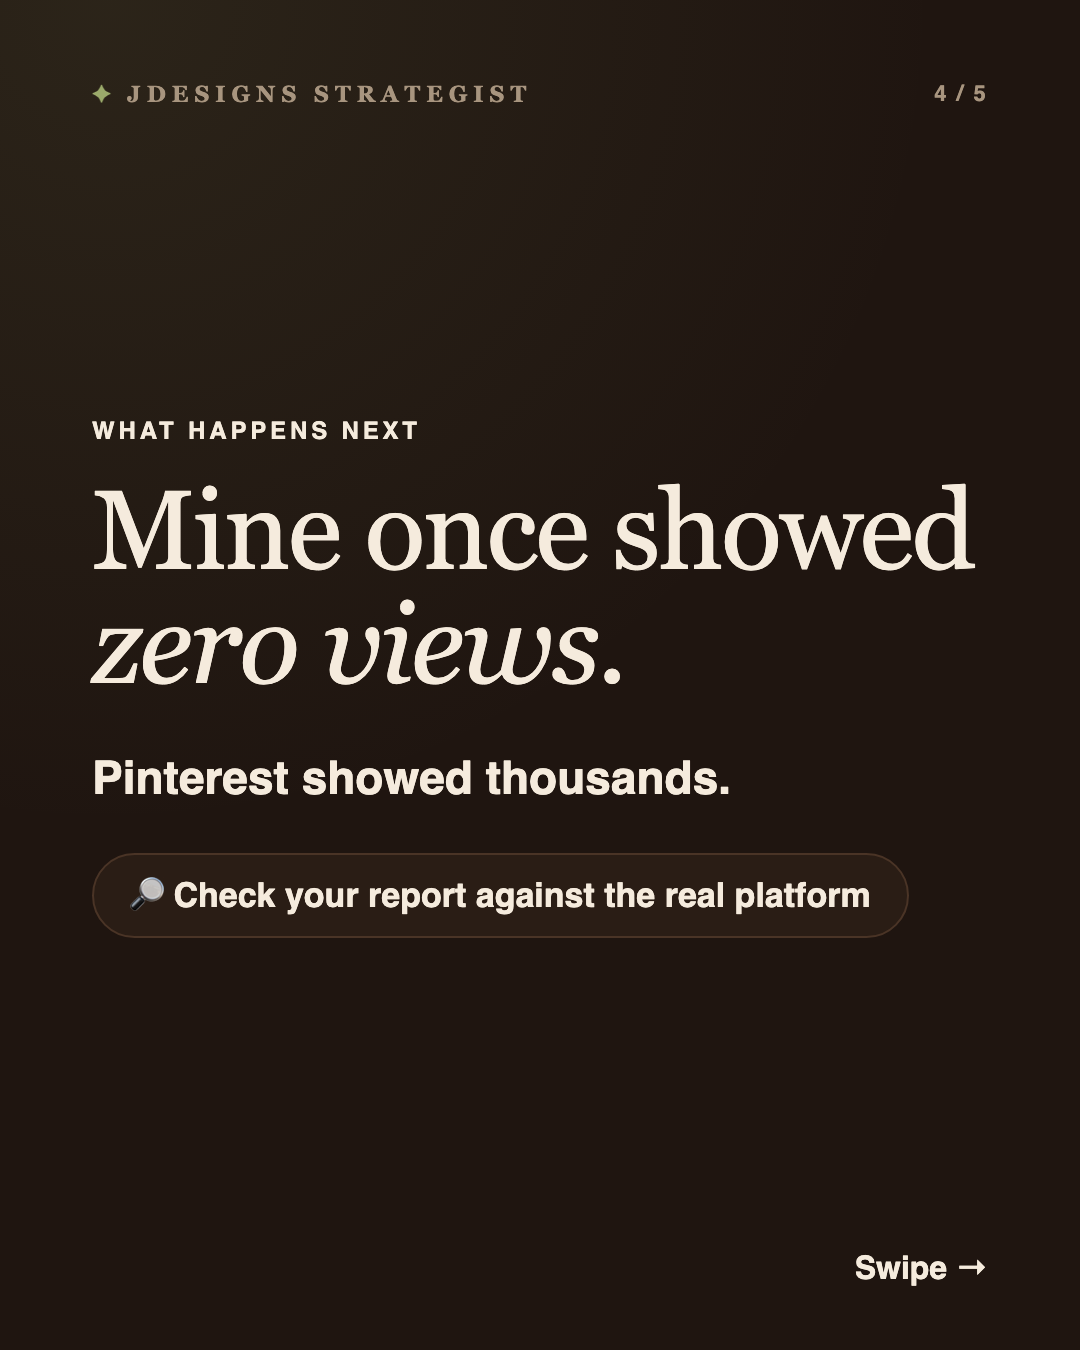 ✦ JDESIGNS STRATEGIST
4 / 5
WHAT HAPPENS NEXT
Mine once showed
zero views.
Pinterest showed thousands.
🔎 Check your report against the real platform
Swipe →